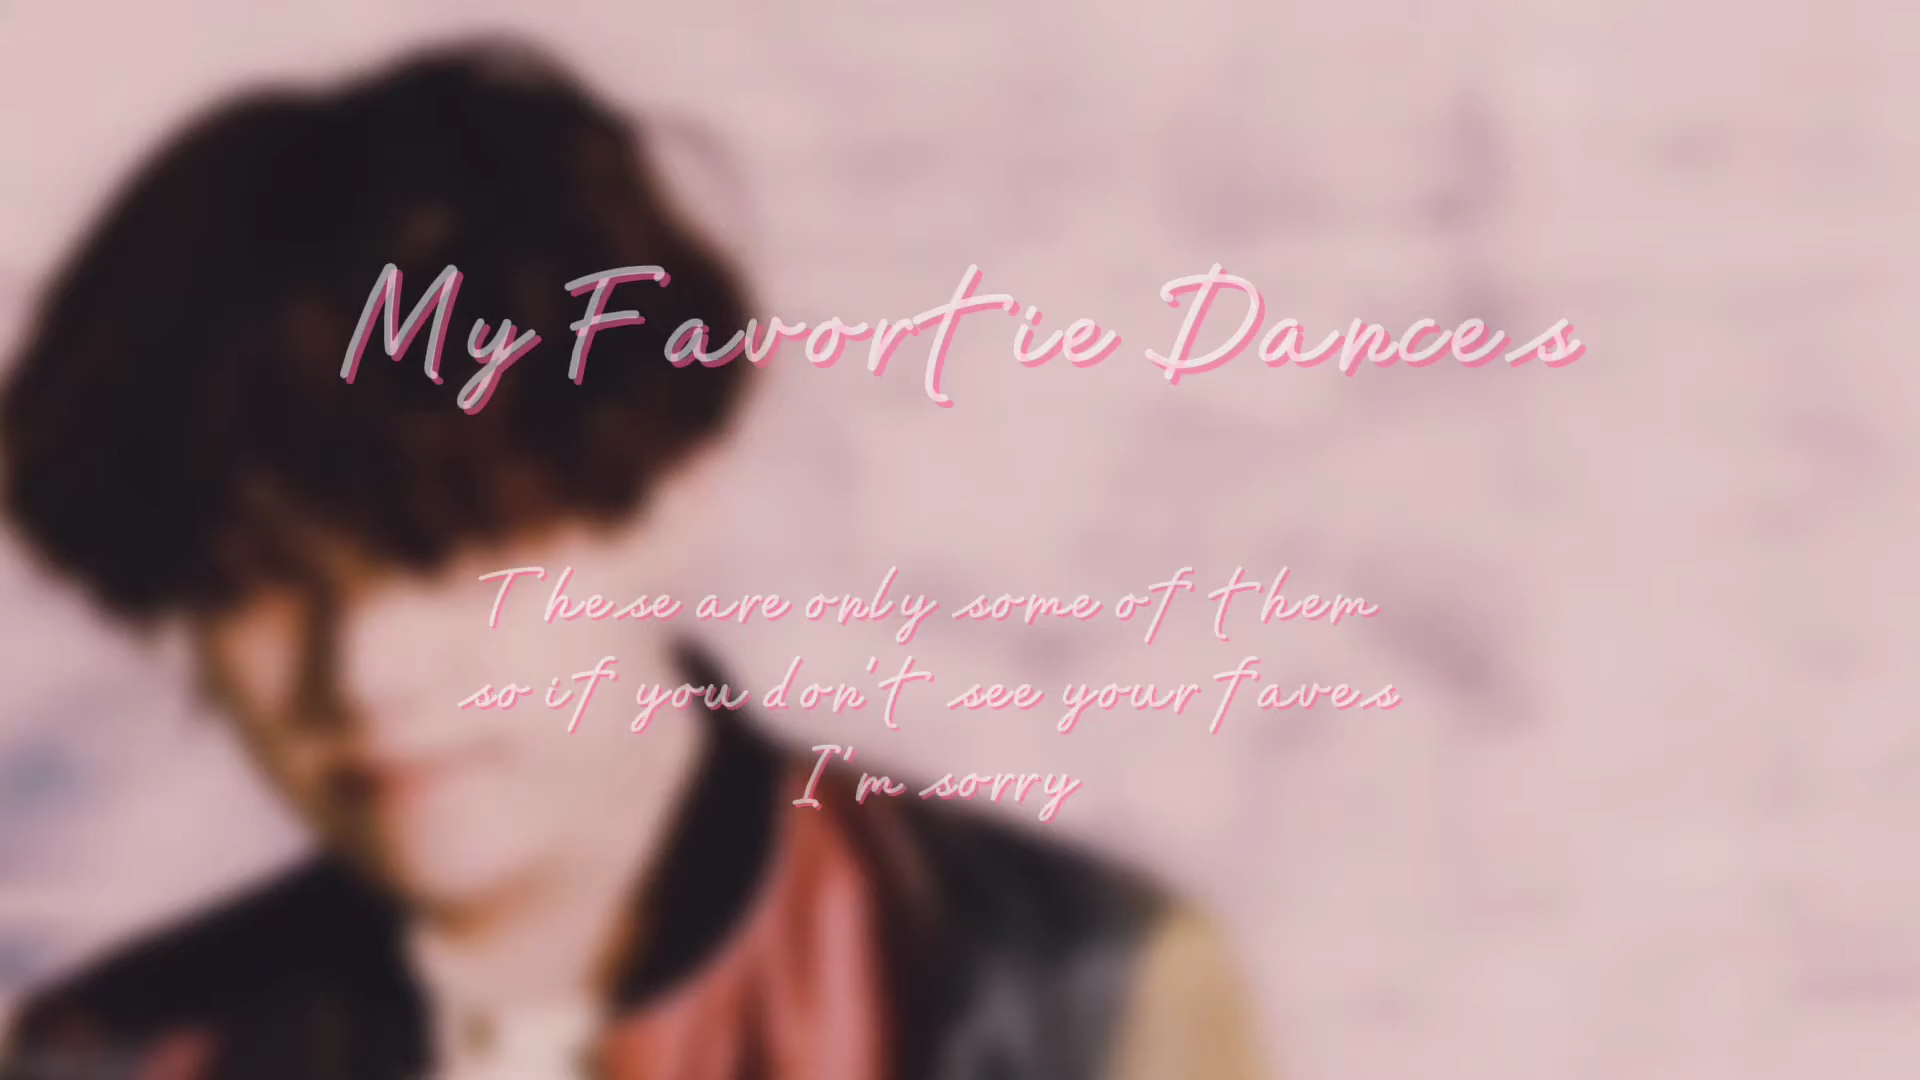 My Favortie Dances
These are only some of them
so if you don't see your faves
I'm sorry